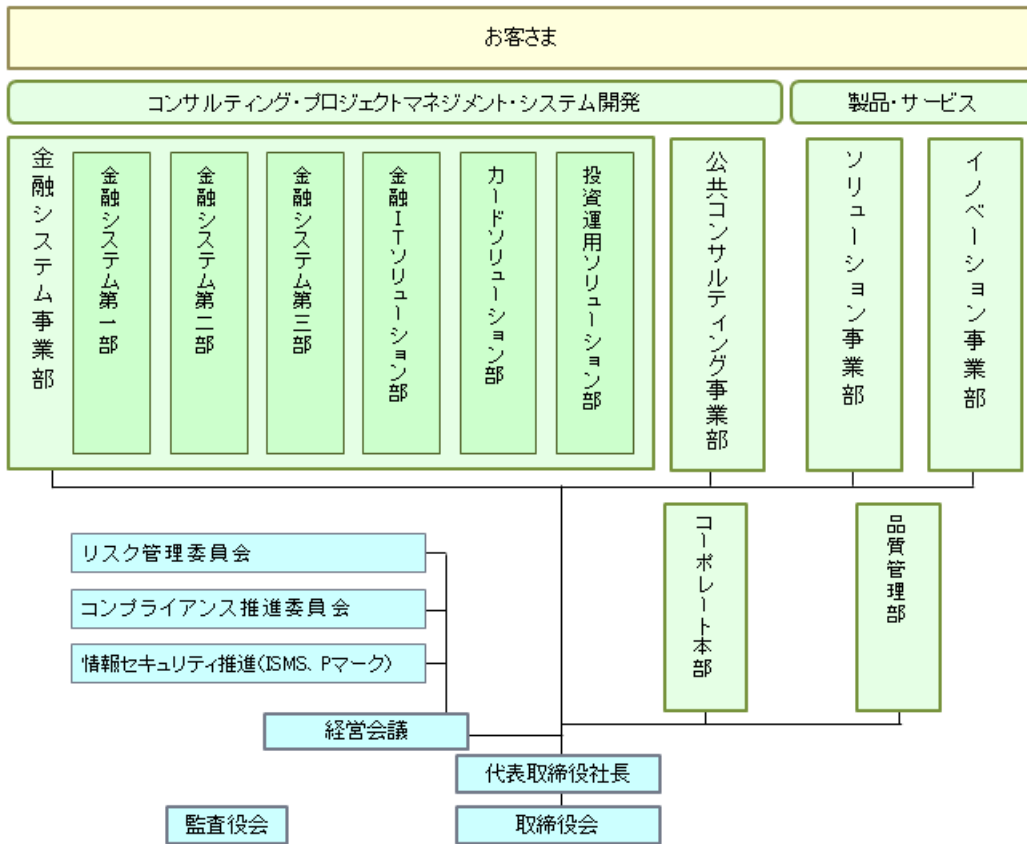 お客さま
コンサルティング・プロジェクトマネジメント・システム開発
製品・サービス
金融システム事業部
金融システム第一部
金融システム第二部
金融システム第三部
金融ITソリューション部
カードソリューション部
投資運用ソリューション部
公共コンサルティング事業部
ソリューション事業部
イノベーション事業部
コーポレート本部
品質管理部
リスク管理委員会
コンプライアンス推進委員会
情報セキュリティ推進(ISMS、Pマーク)
経営会議
代表取締役社長
監査役会
取締役会